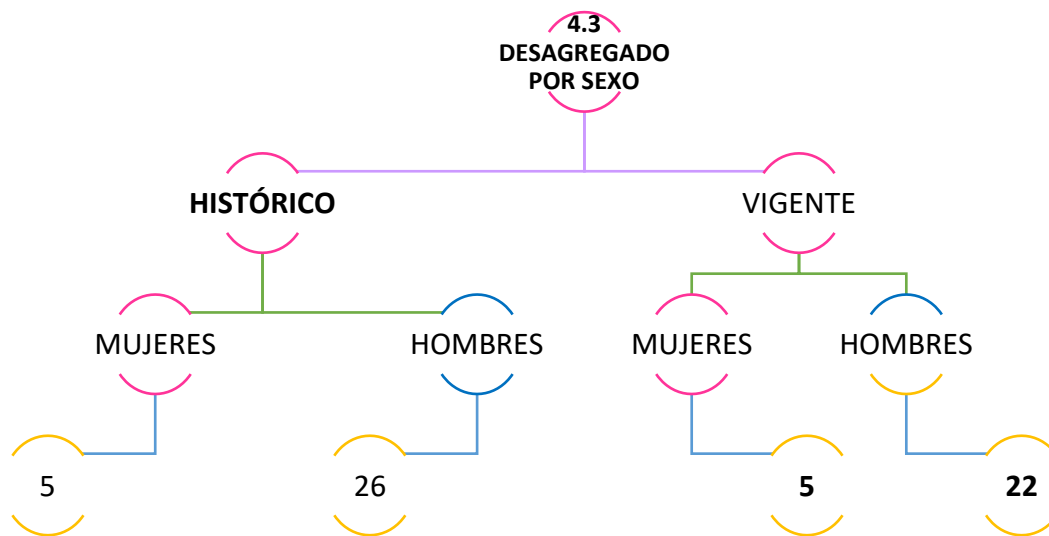 4.3
DESAGREGADO
POR SEXO
HISTÓRICO
VIGENTE
MUJERES
HOMBRES
MUJERES
HOMBRES
5
26
5
22